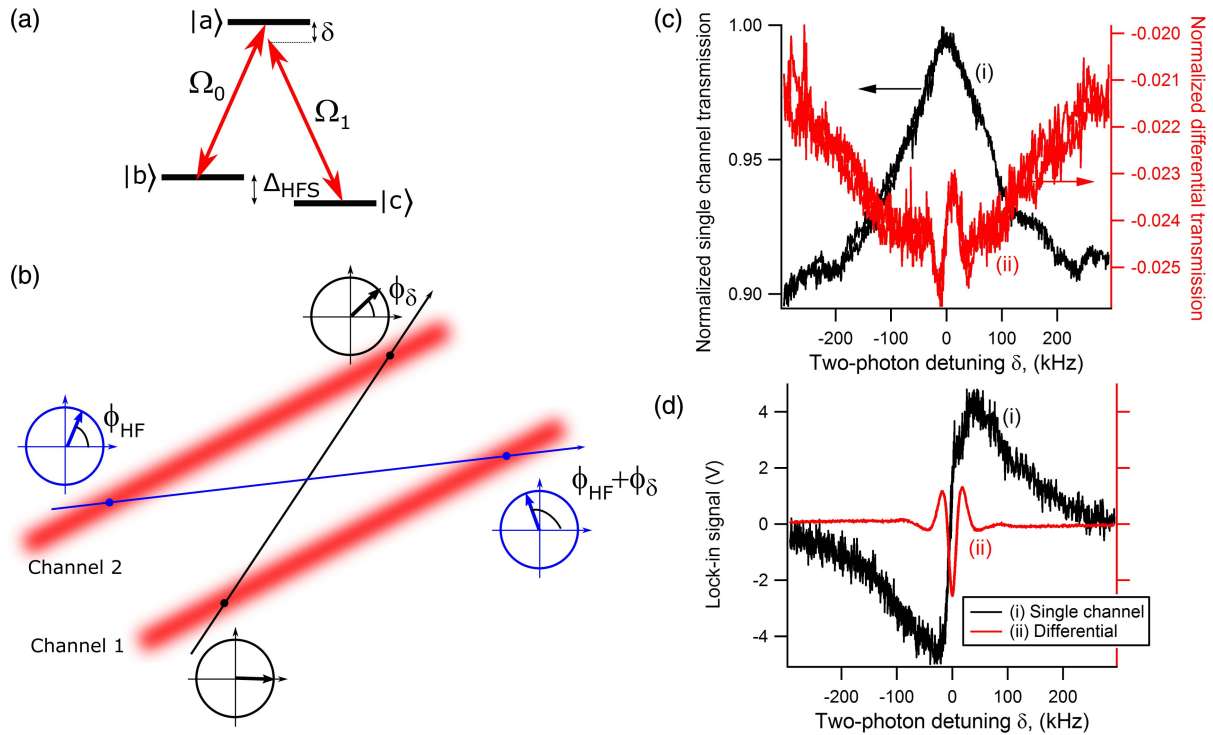 (a)
|a⟩
δ
Ω0
Ω1
|b⟩
ΔHFS
|c⟩
(b)
ϕδ
ϕHF
ϕHF+ϕδ
Channel 2
Channel 1
(c)
Normalized single channel transmission
1.00
0.95
0.90
(i)
(ii)
-0.020
-0.021
-0.022
-0.023
-0.024
-0.025
Normalized differential transmission
-200 -100 0 100 200
Two-photon detuning δ, (kHz)
(d)
Lock-in signal (V)
4
2
0
-2
-4
(i)
(ii)
(i) Single channel
(ii) Differential
-200 -100 0 100 200
Two-photon detuning δ, (kHz)